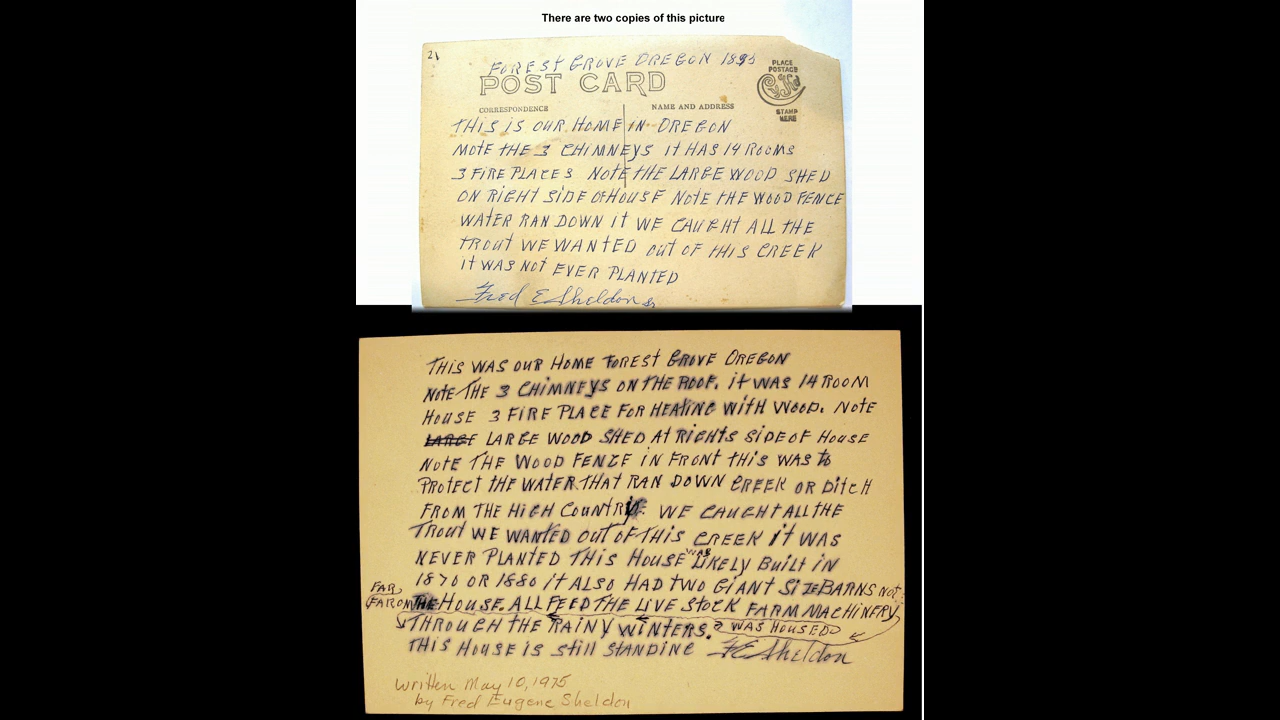 There are two copies of this picture
21
FOREST GROVE OREGON 1895
POST CARD
PLACE POSTAGE
STAMP HERE
CORRESPONDENCE
NAME AND ADDRESS
THIS IS OUR HOME IN OREGON
NOTE THE 3 CHIMNEYS IT HAS 14 ROOMS
3 FIRE PLACES NOTE THE LARGE WOOD SHED
ON RIGHT SIDE OF HOUSE NOTE THE WOOD FENCE
WATER RAN DOWN IT WE CAUGHT ALL THE
TROUT WE WANTED OUT OF THIS CREEK
IT WAS NOT EVER PLANTED
Fred E Sheldon
THIS WAS OUR HOME FOREST GROVE OREGON
NOTE THE 3 CHIMNEYS ON THE ROOF. IT WAS 14 ROOM
HOUSE 3 FIRE PLACE FOR HEATING WITH WOOD. NOTE
LARGE LARGE WOOD SHED AT RIGHTS SIDE OF HOUSE
NOTE THE WOOD FENCE IN FRONT THIS WAS TO
PROTECT THE WATER THAT RAN DOWN CREEK OR DITCH
FROM THE HIGH COUNTRY. WE CAUGHT ALL THE
TROUT WE WANTED OUT OF THIS CREEK IT WAS
NEVER PLANTED THIS HOUSE WAS LIKELY BUILT IN
1870 OR 1880 IT ALSO HAD TWO GIANT SIZE BARNS NOT
FAR
FAROM THE HOUSE. ALL FEED THE LIVE STOCK FARM MACHINERY
THROUGH THE RAINY WINTERS. WAS HOUSED
THIS HOUSE IS STILL STANDING F E Sheldon
Written May 10, 1975
by Fred Eugene Sheldon